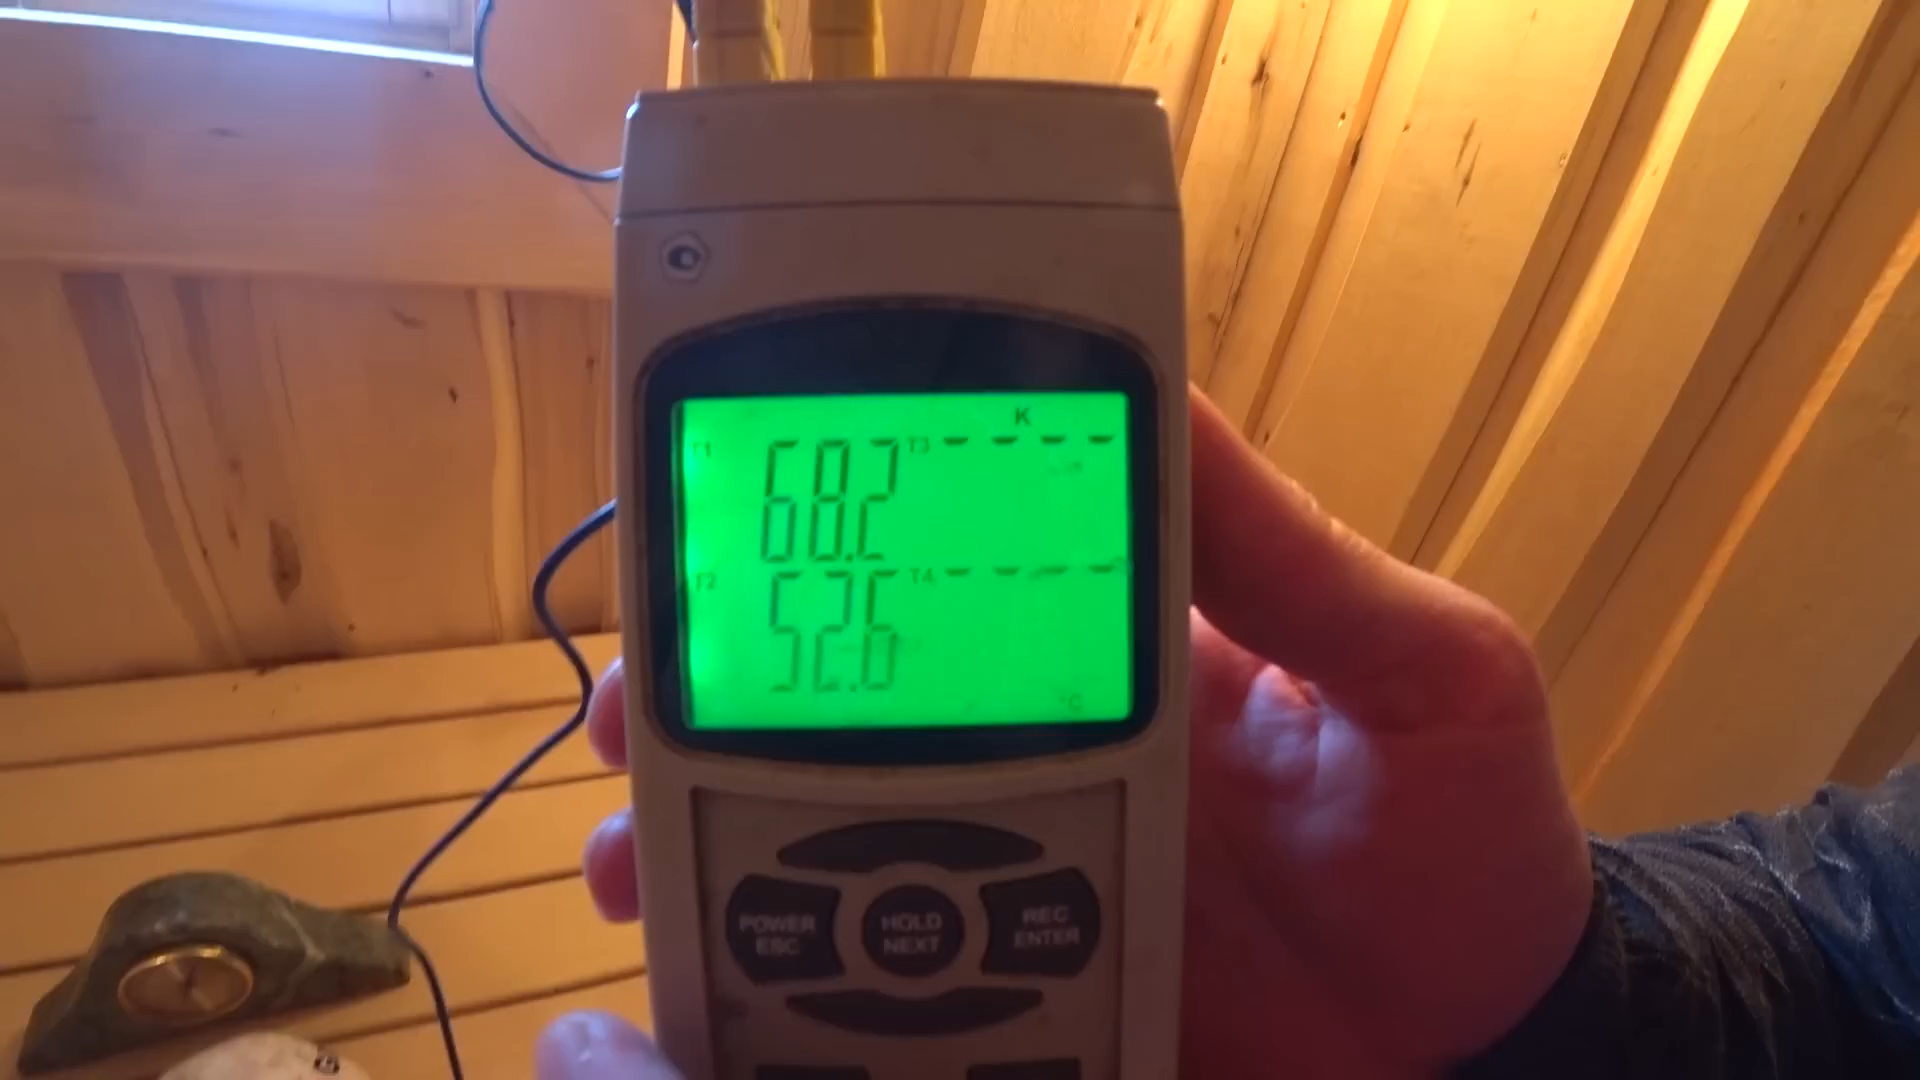 K
T1 68.2 T3 - - - -
T2 52.6 T4 - - - -
°C
POWER ESC
HOLD NEXT
REC ENTER